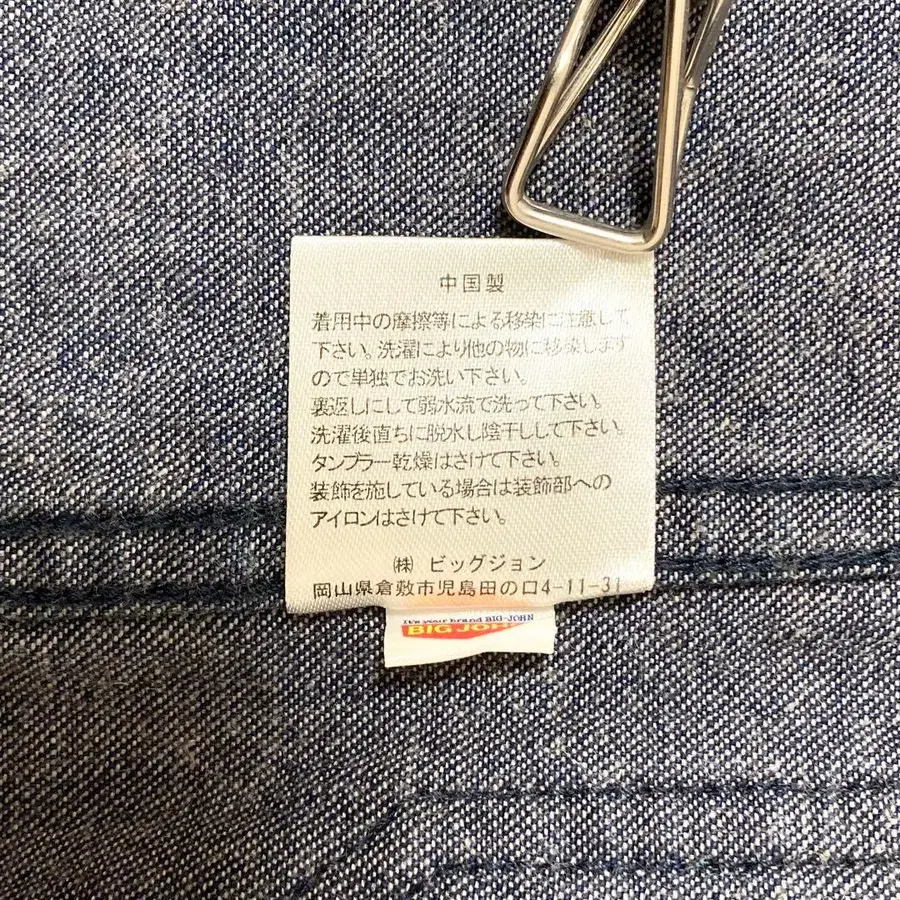 中国製
着用中の摩擦等による移染に注意して
下さい。洗濯により他の物に移染します
ので単独でお洗い下さい。
裏返しにして弱水流で洗って下さい。
洗濯後直ちに脱水し陰干しして下さい。
タンブラー乾燥はさけて下さい。
装飾を施している場合は装飾部への
アイロンはさけて下さい。
㈱ ビッグジョン
岡山県倉敷市児島田の口4-11-31
It's your brand BIG-JOHN
BIG JOHN